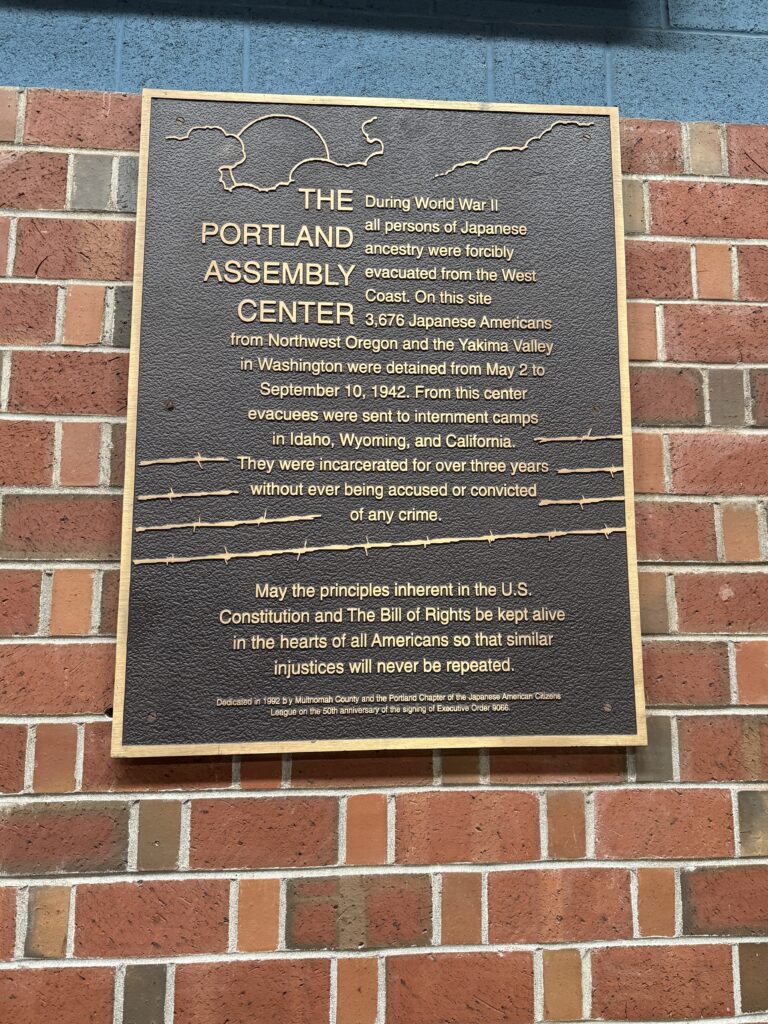 THE
PORTLAND
ASSEMBLY
CENTER
During World War II
all persons of Japanese
ancestry were forcibly
evacuated from the West
Coast. On this site
3,676 Japanese Americans
from Northwest Oregon and the Yakima Valley
in Washington were detained from May 2 to
September 10, 1942. From this center
evacuees were sent to internment camps
in Idaho, Wyoming, and California.
They were incarcerated for over three years
without ever being accused or convicted
of any crime.
May the principles inherent in the U.S.
Constitution and The Bill of Rights be kept alive
in the hearts of all Americans so that similar
injustices will never be repeated.
Dedicated in 1992 by Multnomah County and the Portland Chapter of the Japanese American Citizens
League on the 50th anniversary of the signing of Executive Order 9066.